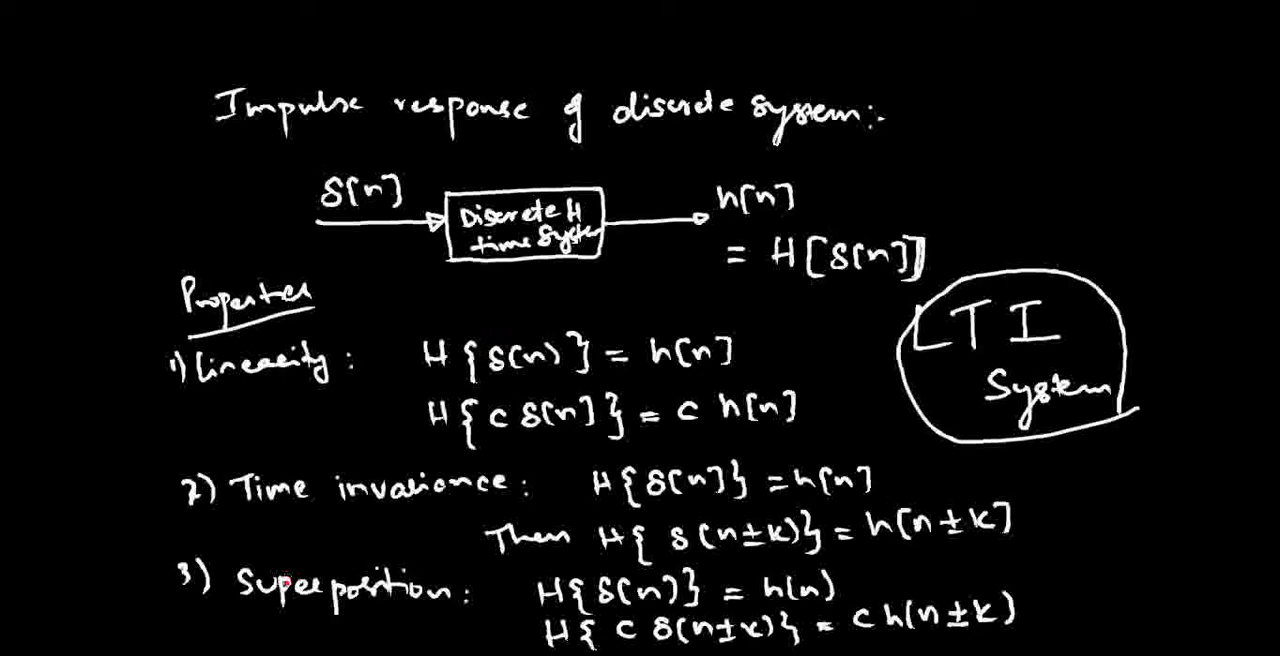 Impulse response of discrete system:-
δ[n]
Discrete H
time System
h[n]
= H[δ[n]]
Properties
LTI
System
1) Linearity: H{δ(n)} = h[n]
H{c δ[n]} = c h[n]
2) Time invariance: H{δ[n]} = h[n]
Then H{δ(n±k)} = h[n±k]
3) Superposition: H{δ(n)} = h(n)
H{ c δ(n±k)} = c h(n±k)